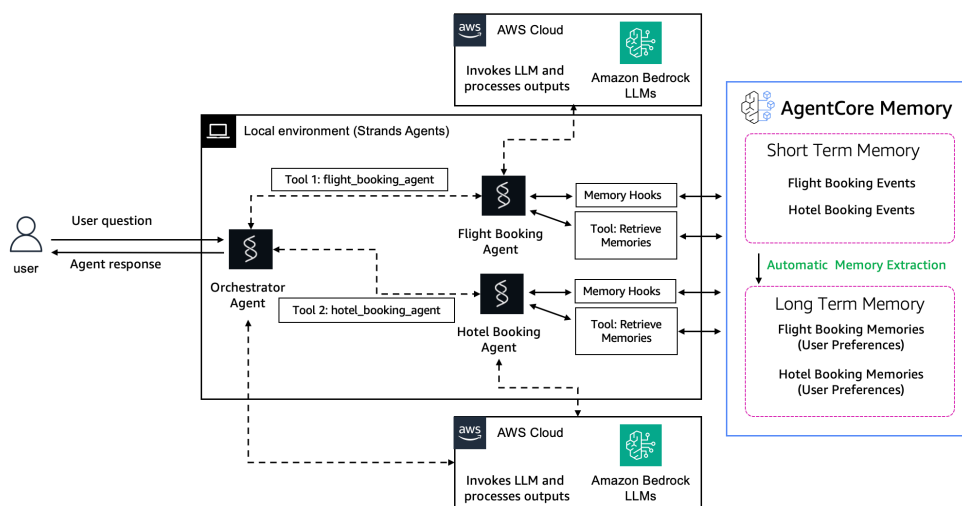 aws
AWS Cloud
Invokes LLM and
processes outputs
Amazon Bedrock
LLMs
Local environment (Strands Agents)
Tool 1: flight_booking_agent
Flight Booking
Agent
Memory Hooks
Tool: Retrieve
Memories
User question
Agent response
user
Orchestrator
Agent
Tool 2: hotel_booking_agent
Hotel Booking
Agent
Memory Hooks
Tool: Retrieve
Memories
AgentCore Memory
Short Term Memory
Flight Booking Events
Hotel Booking Events
Automatic Memory Extraction
Long Term Memory
Flight Booking Memories
(User Preferences)
Hotel Booking Memories
(User Preferences)
aws
AWS Cloud
Invokes LLM and
processes outputs
Amazon Bedrock
LLMs